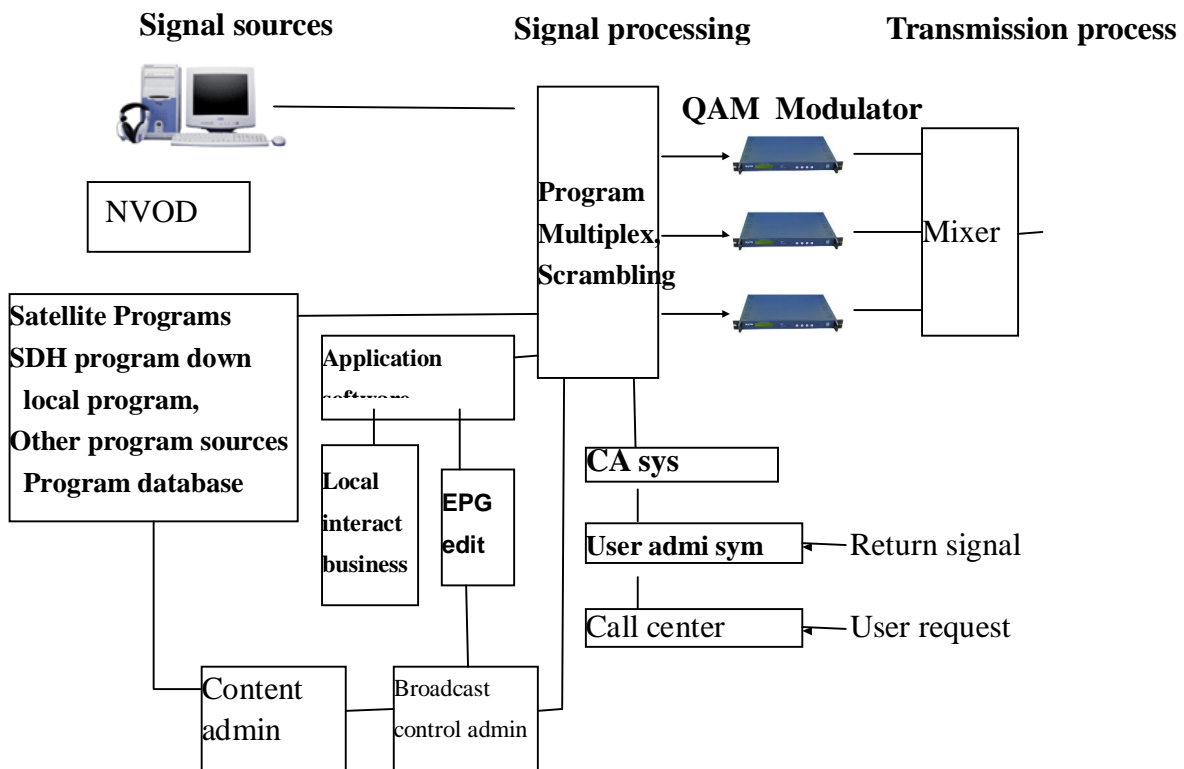 Signal sources
Signal processing
Transmission process
QAM Modulator
NVOD
Program
Multiplex,
Scrambling
Mixer
Satellite Programs
SDH program down
local program,
Other program sources
Program database
Application
software
Local
interact
business
EPG
edit
CA sys
User admi sym
Return signal
Call center
User request
Content
admin
Broadcast
control admin